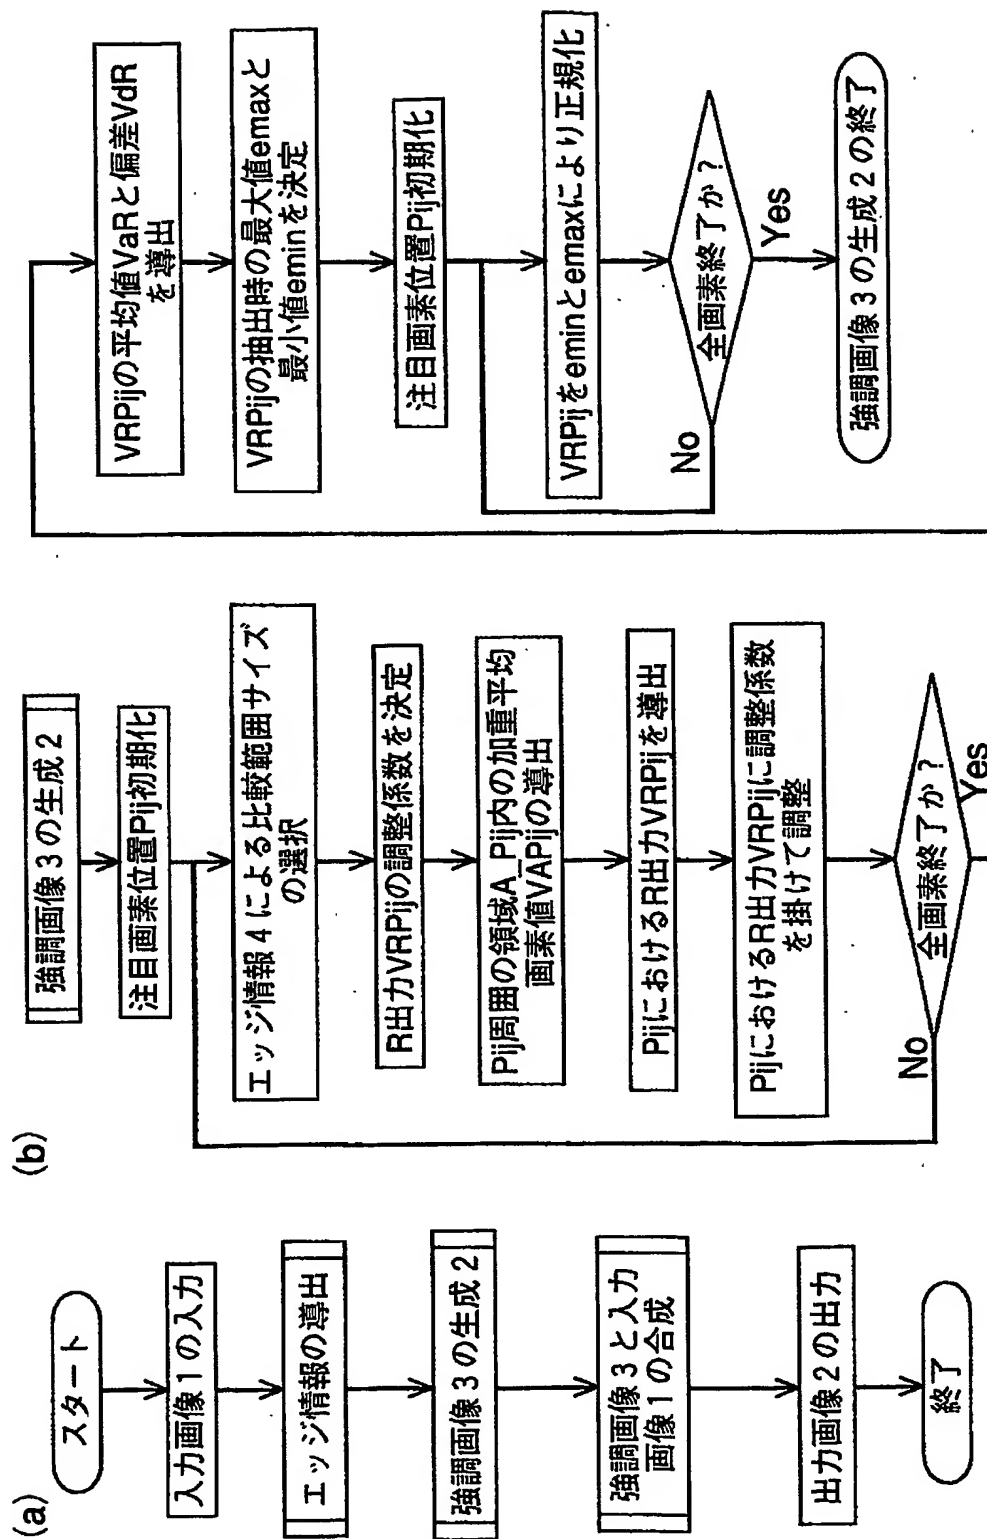 (a)
スタート
入力画像1の入力
エッジ情報の導出
強調画像3の生成2
強調画像3と入力
画像1の合成
出力画像2の出力
終了
(b)
強調画像3の生成2
注目画素位置Pij初期化
エッジ情報4による比較範囲サイズ
の選択
R出力VRPijの調整係数を決定
Pij周囲の領域A_Pij内の加重平均
画素値VAPijの導出
PijにおけるR出力VRPijを導出
PijにおけるR出力VRPijに調整係数
を掛けて調整
全画素終了か?
No
Yes
VRPijの平均値VaRと偏差VdR
を導出
VRPijの抽出時の最大値emaxと
最小値eminを決定
注目画素位置Pij初期化
VRPijをeminとemaxにより正規化
全画素終了か?
No
Yes
強調画像3の生成2の終了